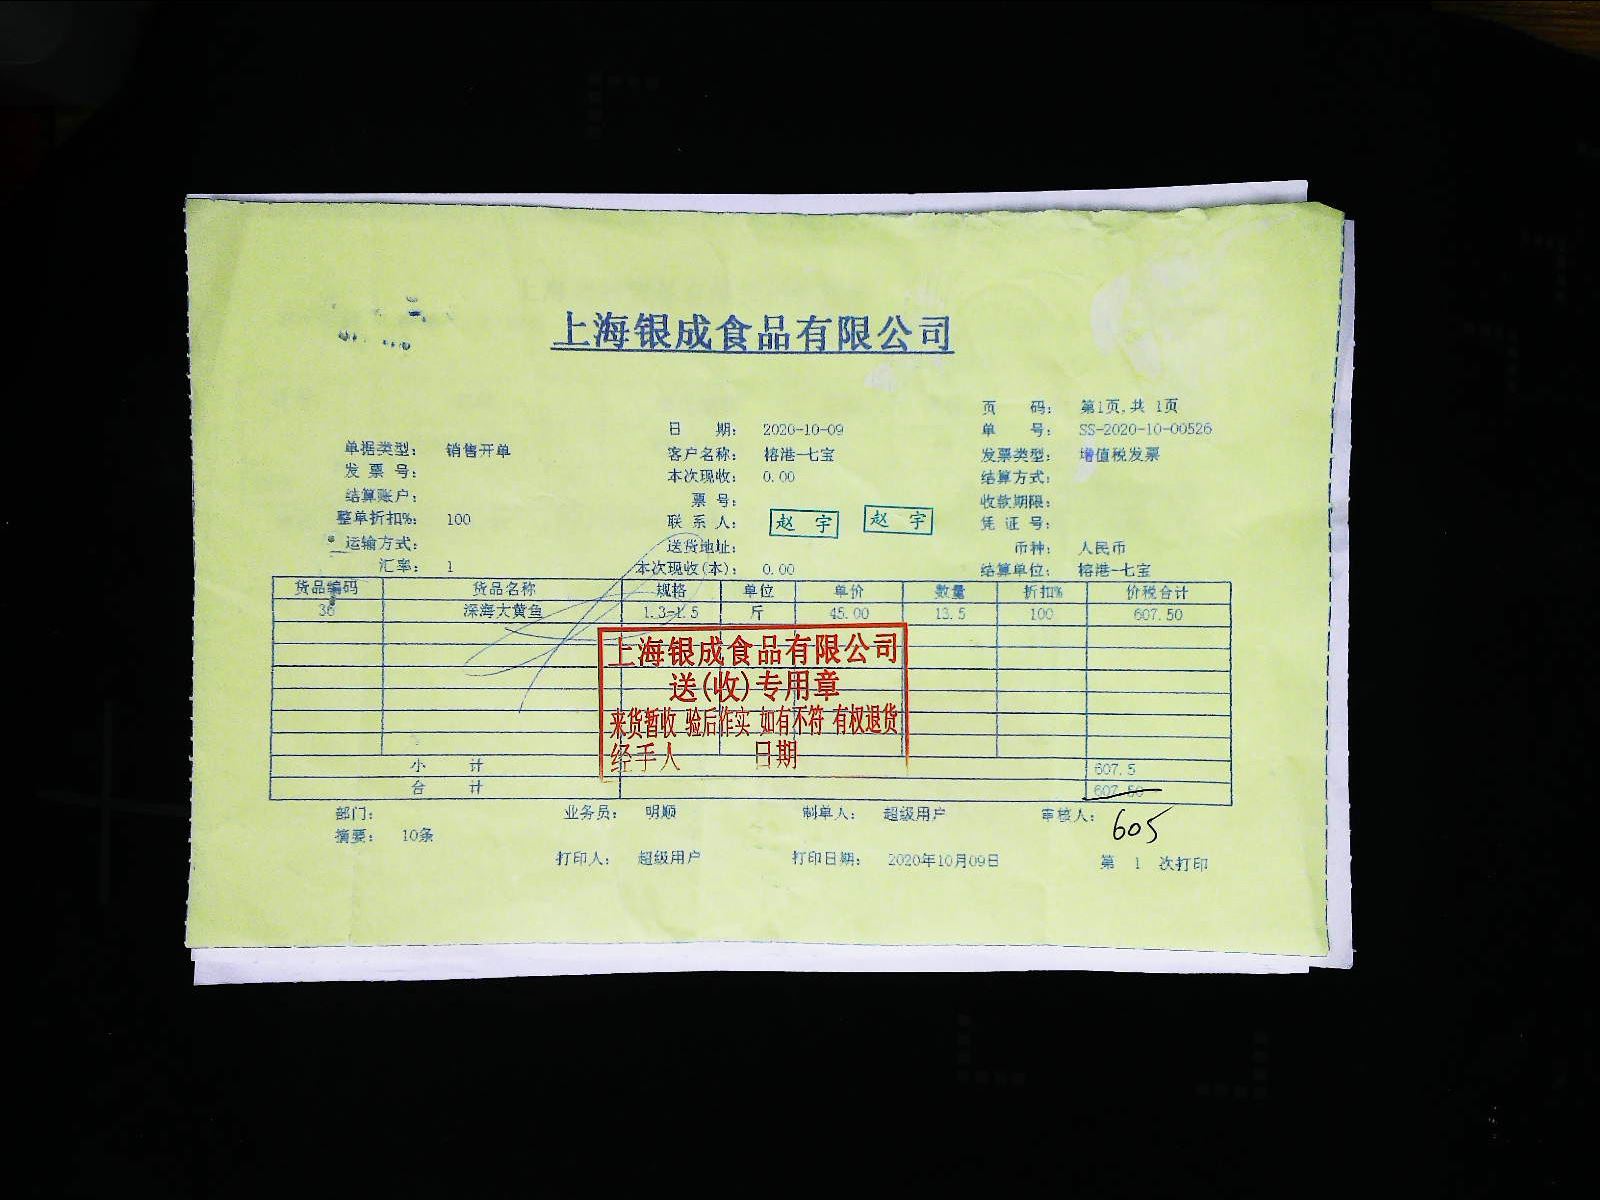 上海银成食品有限公司
页 码: 第1页,共 1页
日 期: 2020-10-09 单 号: SS-2020-10-00526
单据类型: 销售开单 客户名称: 榕港-七宝 发票类型: 增值税发票
发 票 号: 本次现收: 0.00 结算方式:
结算账户: 票 号: 收款期限:
整单折扣%: 100 联 系 人: 赵 宇 赵 宇 凭 证 号:
运输方式: 送货地址: 币种: 人民币
汇率: 1 本次现收(本): 0.00 结算单位: 榕港-七宝
货品编码 货品名称 规格 单位 单价 数量 折扣% 价税合计
36 深海大黄鱼 1.3-1.5 斤 45.00 13.5 100 607.50
上海银成食品有限公司
送(收)专用章
来货暂收 验后作实 如有不符 有权退货
经手人 日期
小 计 607.5
合 计 607.50
部门: 业务员: 明顺 制单人: 超级用户 审核人: 605
摘要: 10条
打印人: 超级用户 打印日期: 2020年10月09日 第 1 次打印